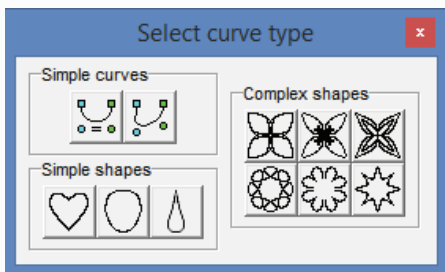 Select curve type
x
Simple curves
=
Simple shapes
Complex shapes